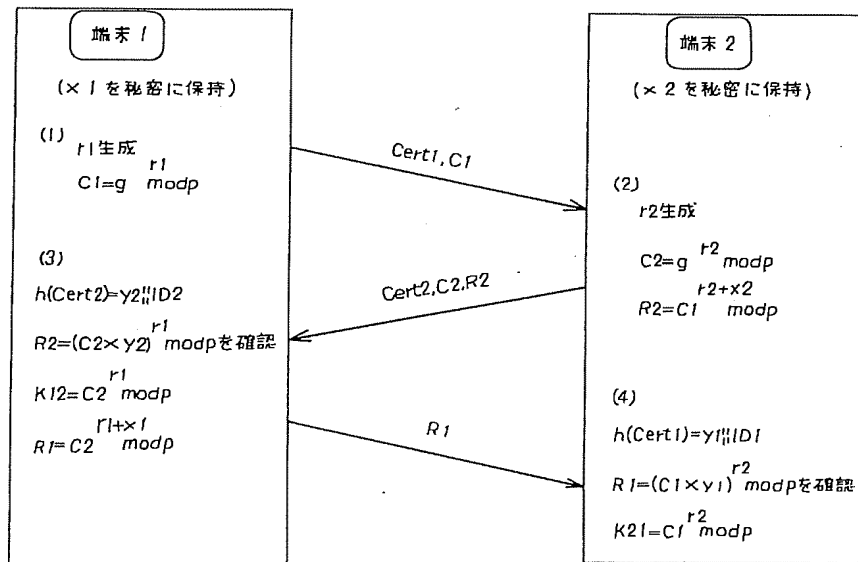 端末1
(×1を秘密に保持)
(1)
r1生成
C1=g^r1 modp
Cert1,C1
端末2
(×2を秘密に保持)
(2)
r2生成
C2=g^r2 modp
R2=C1^r2+×2 modp
Cert2,C2,R2
(3)
h(Cert2)=y2||ID2
R2=(C2×y2)^r1 modpを確認
K12=C2^r1 modp
R1=C2^r1+×1 modp
R1
(4)
h(Cert1)=y1||ID1
R1=(C1×y1)^r2 modpを確認
K21=C1^r2 modp